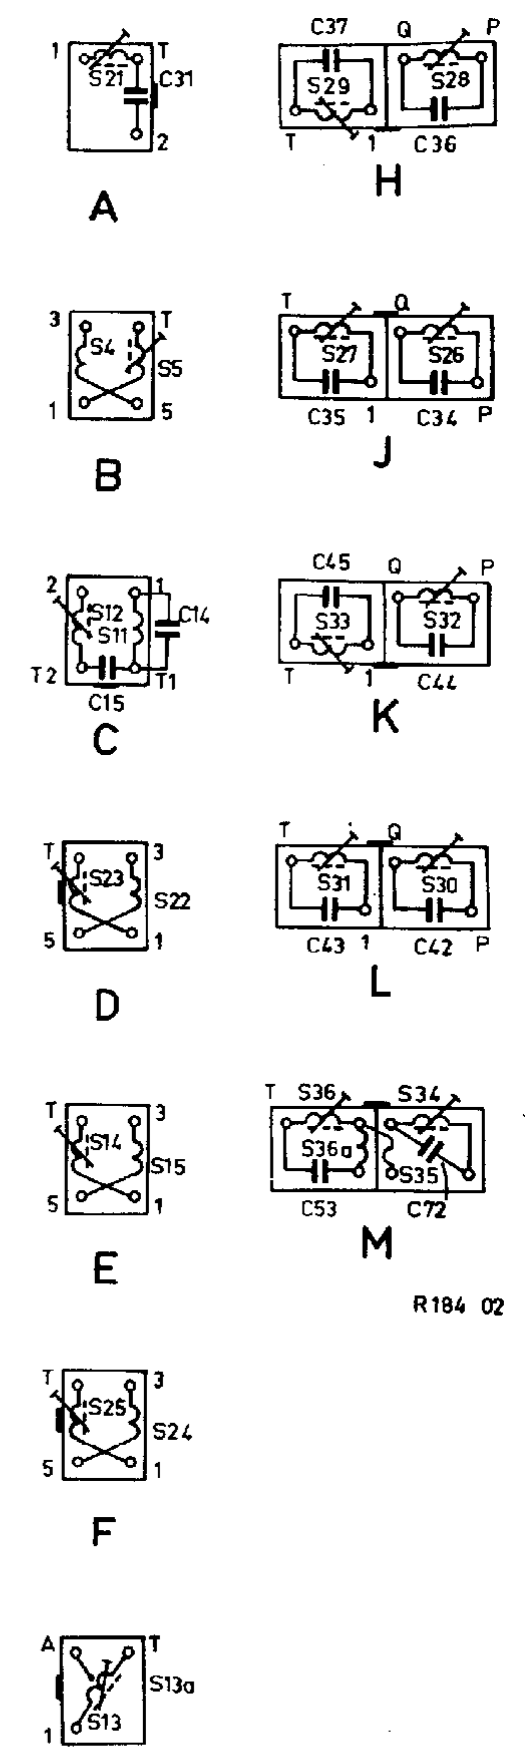 1 T
S21 C31
2
A
3 T
S4
S5
1 5
B
2 1
S12 C14
S11
T2 T1
C15
C
T 3
S23
S22
5 1
D
T 3
S14
S15
5 1
E
T 3
S25
S24
5 1
F
A T
S13a
S13
1
C37 Q P
S29 S28
T 1 C36
H
T Q
S27 S26
C35 1 C34 P
J
C45 Q P
S33 S32
T 1 C44
K
T Q
S31 S30
C43 1 C42 P
L
T S36 S34
S36a S35
C53 C72
M
R184 02